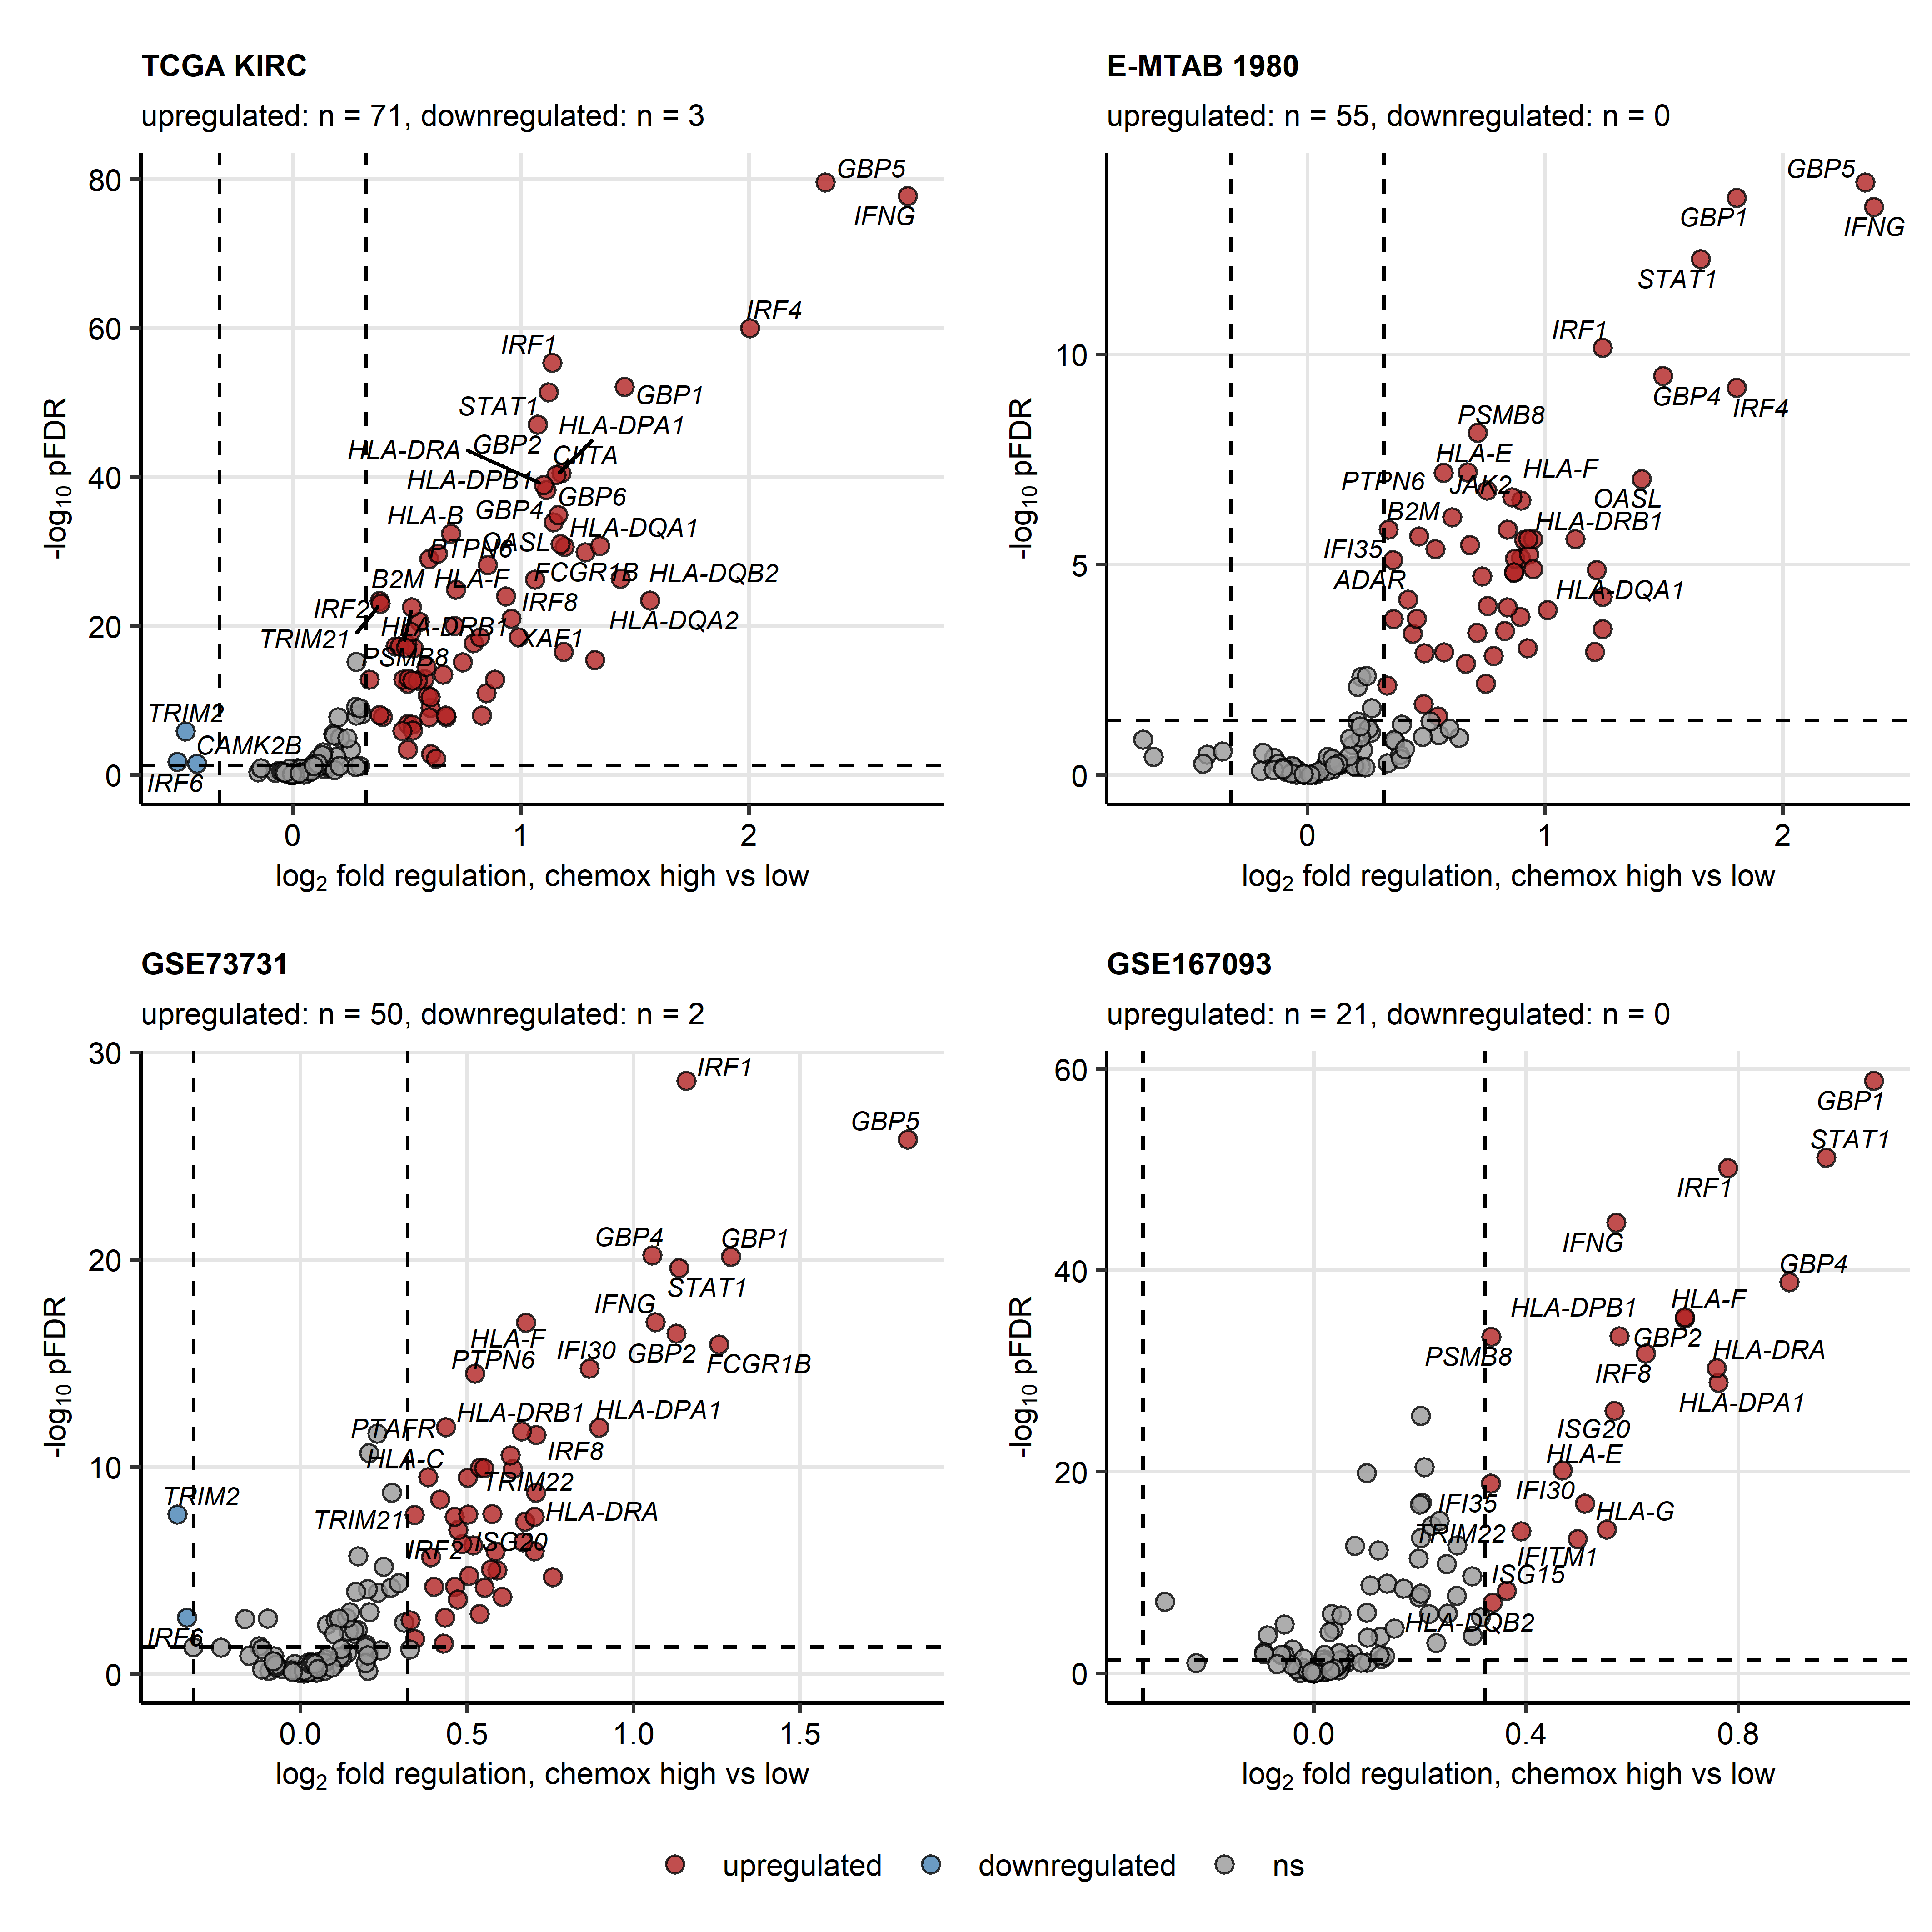 TCGA KIRC
upregulated: n = 71, downregulated: n = 3
80
60
40
20
0
-log10 pFDR
GBP5
IFNG
IRF4
IRF1
GBP1
STAT1
HLA-DPA1
GBP2
HLA-DRA
CIITA
HLA-DPB1
GBP6
GBP4
HLA-B
HLA-DQA1
OASL
PTPN6
FCGR1B
HLA-DQB2
B2M
HLA-F
IRF8
IRF2
HLA-DQA2
HLA-DRB1
TRIM21
XAF1
PSMB8
TRIM2
CAMK2B
IRF6
0
1
2
log2 fold regulation, chemox high vs low
E-MTAB 1980
upregulated: n = 55, downregulated: n = 0
10
5
0
-log10 pFDR
GBP5
GBP1
IFNG
STAT1
IRF1
GBP4
IRF4
PSMB8
HLA-E
HLA-F
PTPN6
JAK2
OASL
B2M
HLA-DRB1
IFI35
ADAR
HLA-DQA1
0
1
2
log2 fold regulation, chemox high vs low
GSE73731
upregulated: n = 50, downregulated: n = 2
30
20
10
0
-log10 pFDR
IRF1
GBP5
GBP4
GBP1
STAT1
IFNG
HLA-F
IFI30
GBP2
FCGR1B
PTPN6
HLA-DRB1
HLA-DPA1
PTAFR
IRF8
HLA-C
TRIM22
TRIM2
HLA-DRA
TRIM21
ISG20
IRF2
IRF6
0.0
0.5
1.0
1.5
log2 fold regulation, chemox high vs low
GSE167093
upregulated: n = 21, downregulated: n = 0
60
40
20
0
-log10 pFDR
GBP1
STAT1
IRF1
IFNG
GBP4
HLA-F
HLA-DPB1
GBP2
PSMB8
HLA-DRA
IRF8
HLA-DPA1
ISG20
HLA-E
IFI30
IFI35
HLA-G
TRIM22
IFITM1
ISG15
HLA-DQB2
0.0
0.4
0.8
log2 fold regulation, chemox high vs low
upregulated
downregulated
ns